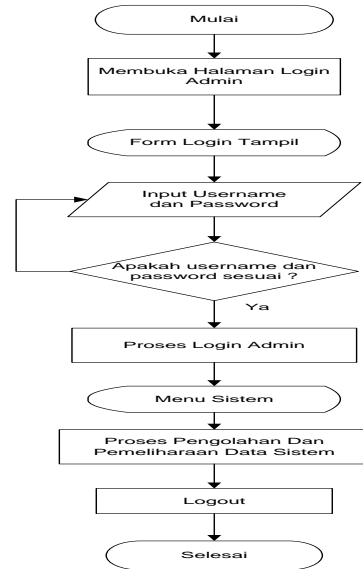 Mulai
Membuka Halaman Login
Admin
Form Login Tampil
Input Username
dan Password
Apakah username dan
password sesuai ?
Ya
Proses Login Admin
Menu Sistem
Proses Pengolahan Dan
Pemeliharaan Data Sistem
Logout
Selesai